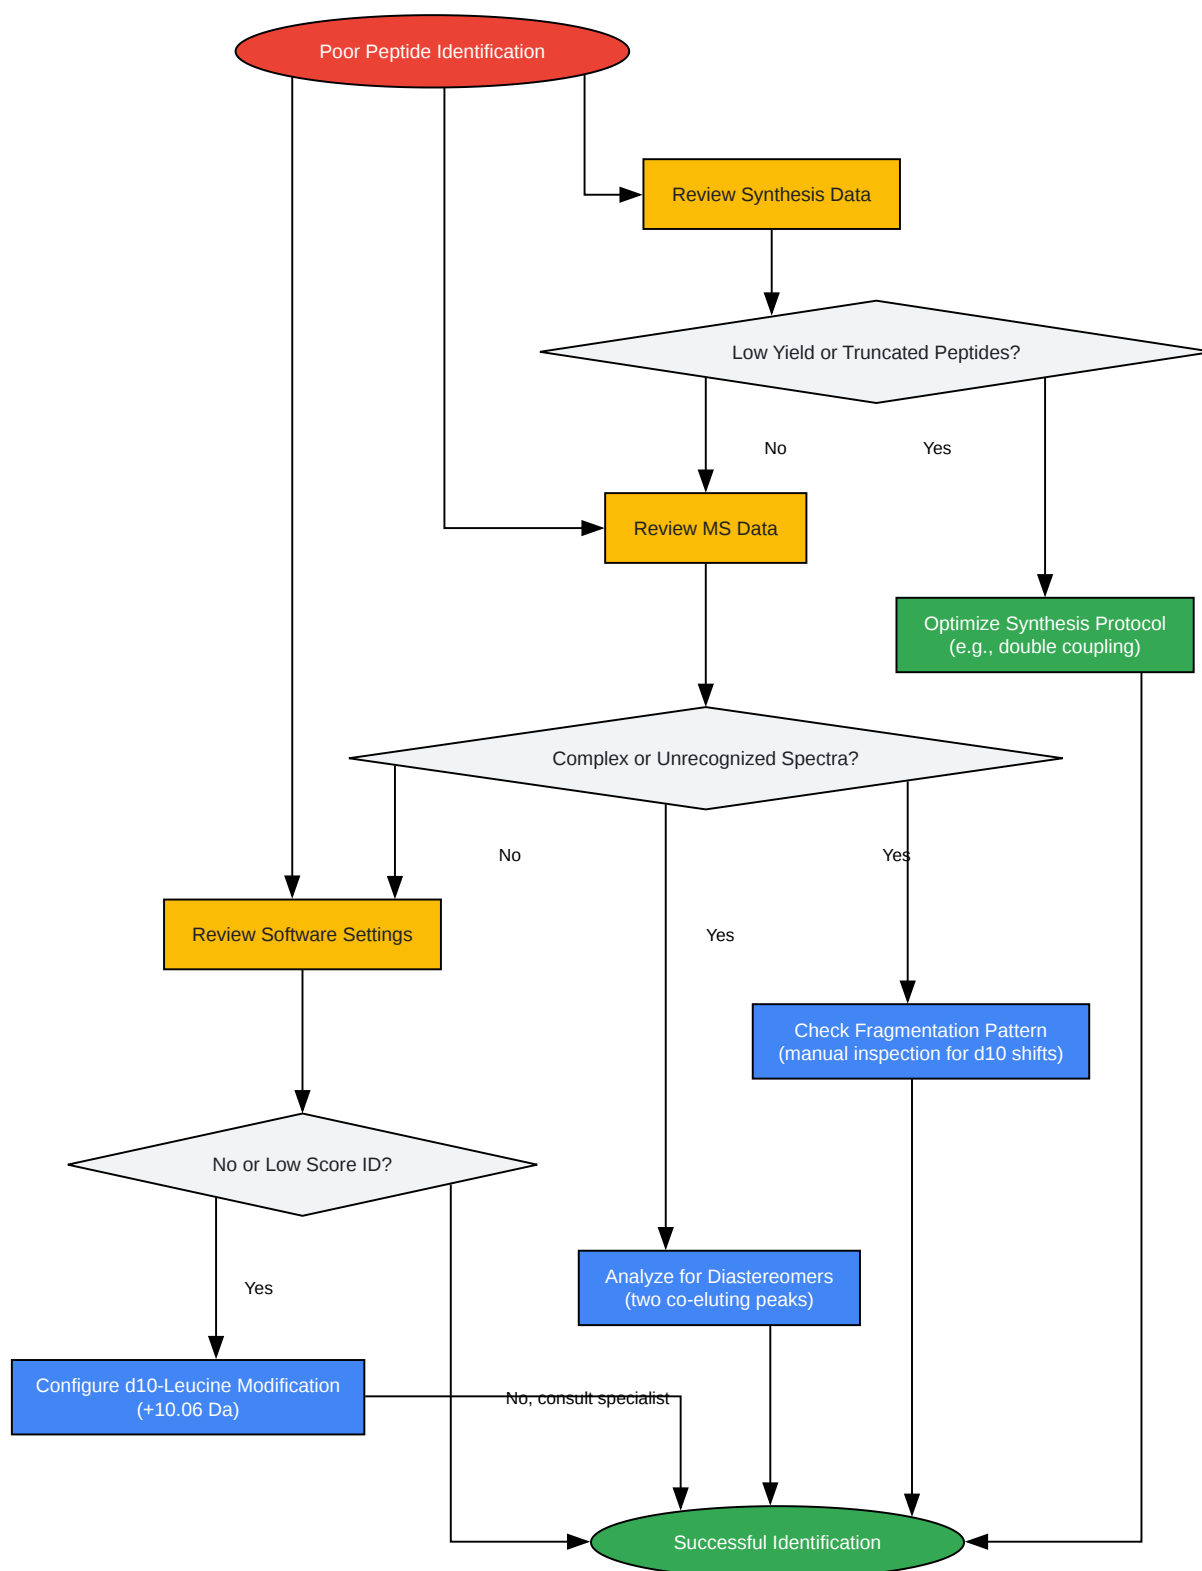 Poor Peptide Identification
Review Synthesis Data
Low Yield or Truncated Peptides?
No
Yes
Review MS Data
Optimize Synthesis Protocol
(e.g., double coupling)
Complex or Unrecognized Spectra?
No
Yes
Yes
Review Software Settings
Check Fragmentation Pattern
(manual inspection for d10 shifts)
No or Low Score ID?
Analyze for Diastereomers
(two co-eluting peaks)
Yes
Configure d10-Leucine Modification
(+10.06 Da)
No, consult specialist
Successful Identification